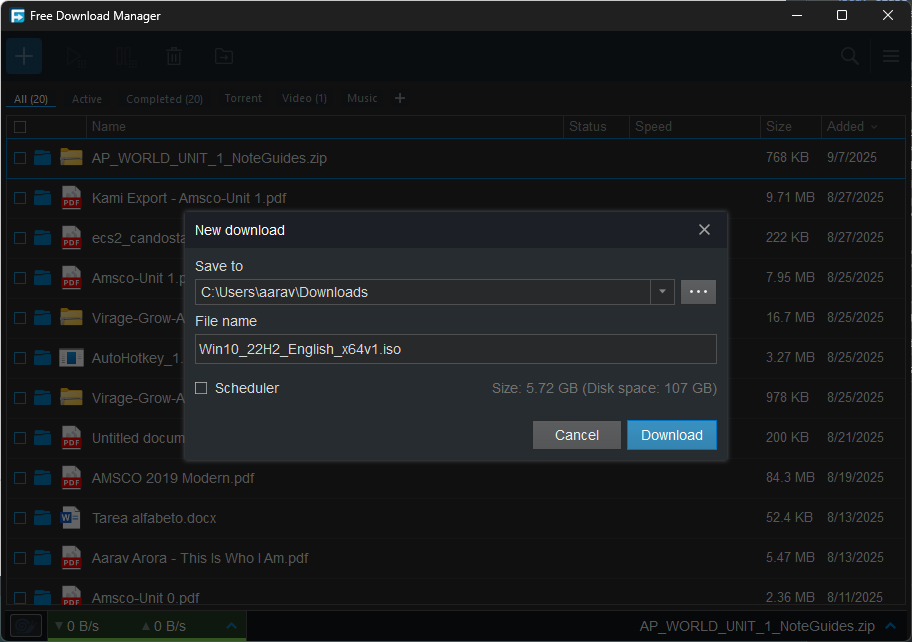 Free Download Manager
All (20) Active Completed (20) Torrent Video (1) Music +
Name Status Speed Size Added
AP_WORLD_UNIT_1_NoteGuides.zip 768 KB 9/7/2025
Kami Export - Amsco-Unit 1.pdf 9.71 MB 8/27/2025
ecs2_candosta 222 KB 8/27/2025
Amsco-Unit 1.p 7.95 MB 8/25/2025
Virage-Grow-A 16.7 MB 8/25/2025
AutoHotkey_1. 3.27 MB 8/25/2025
Virage-Grow-A 978 KB 8/25/2025
Untitled docum 200 KB 8/21/2025
AMSCO 2019 Modern.pdf 84.3 MB 8/19/2025
Tarea alfabeto.docx 52.4 KB 8/13/2025
Aarav Arora - This Is Who I Am.pdf 5.47 MB 8/13/2025
Amsco-Unit 0.pdf 2.36 MB 8/11/2025
PDF
PDF
PDF
PDF
PDF
W
PDF
PDF
New download
Save to
C:\Users\aarav\Downloads
File name
Win10_22H2_English_x64v1.iso
Scheduler Size: 5.72 GB (Disk space: 107 GB)
Cancel Download
0 B/s 0 B/s AP_WORLD_UNIT_1_NoteGuides.zip